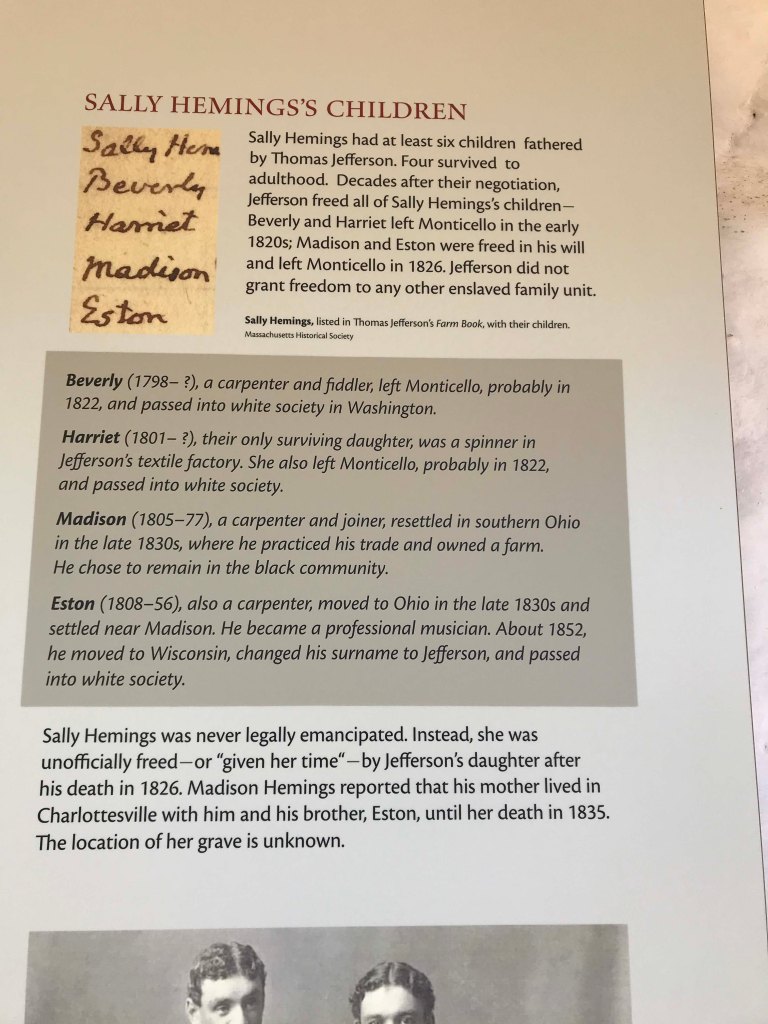 SALLY HEMINGS'S CHILDREN
Sally Hem
Beverly
Harriet
Madison
Eston
Sally Hemings had at least six children fathered
by Thomas Jefferson. Four survived to
adulthood. Decades after their negotiation,
Jefferson freed all of Sally Hemings's children—
Beverly and Harriet left Monticello in the early
1820s; Madison and Eston were freed in his will
and left Monticello in 1826. Jefferson did not
grant freedom to any other enslaved family unit.
Sally Hemings, listed in Thomas Jefferson's Farm Book, with their children.
Massachusetts Historical Society
Beverly (1798– ?), a carpenter and fiddler, left Monticello, probably in
1822, and passed into white society in Washington.
Harriet (1801– ?), their only surviving daughter, was a spinner in
Jefferson's textile factory. She also left Monticello, probably in 1822,
and passed into white society.
Madison (1805–77), a carpenter and joiner, resettled in southern Ohio
in the late 1830s, where he practiced his trade and owned a farm.
He chose to remain in the black community.
Eston (1808–56), also a carpenter, moved to Ohio in the late 1830s and
settled near Madison. He became a professional musician. About 1852,
he moved to Wisconsin, changed his surname to Jefferson, and passed
into white society.
Sally Hemings was never legally emancipated. Instead, she was
unofficially freed—or “given her time“—by Jefferson's daughter after
his death in 1826. Madison Hemings reported that his mother lived in
Charlottesville with him and his brother, Eston, until her death in 1835.
The location of her grave is unknown.